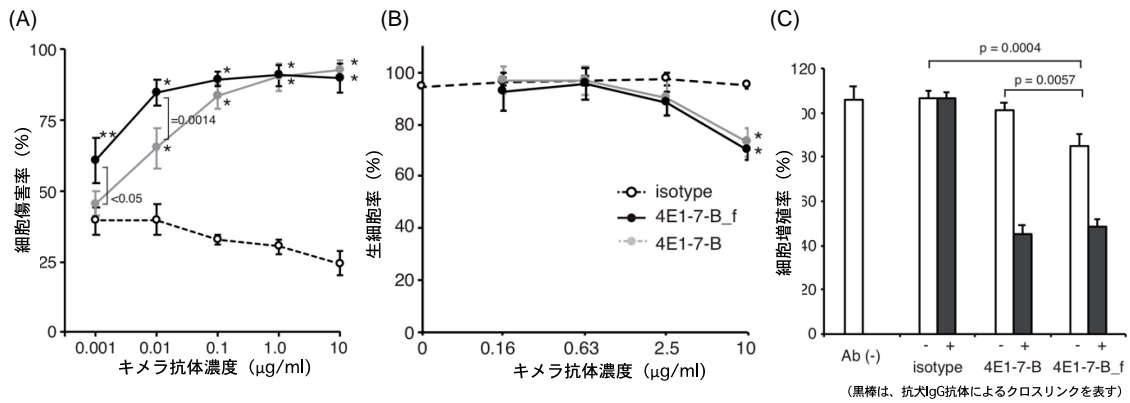 (A)
細胞傷害率 (%)
100
75
50
25
0
**
*
*
*
*
=0.0014
*
*
*
*
<0.05
0.001 0.01 0.1 1.0 10
キメラ抗体濃度 (μg/ml)
(B)
生細胞率 (%)
100
80
60
40
20
0
*
*
isotype
4E1-7-B_f
4E1-7-B
0 0.16 0.63 2.5 10
キメラ抗体濃度 (μg/ml)
(C)
p = 0.0004
p = 0.0057
細胞増殖率 (%)
120
80
60
40
20
0
- + - + - +
Ab (-) isotype 4E1-7-B 4E1-7-B_f
(黒棒は、抗犬IgG抗体によるクロスリンクを表す)